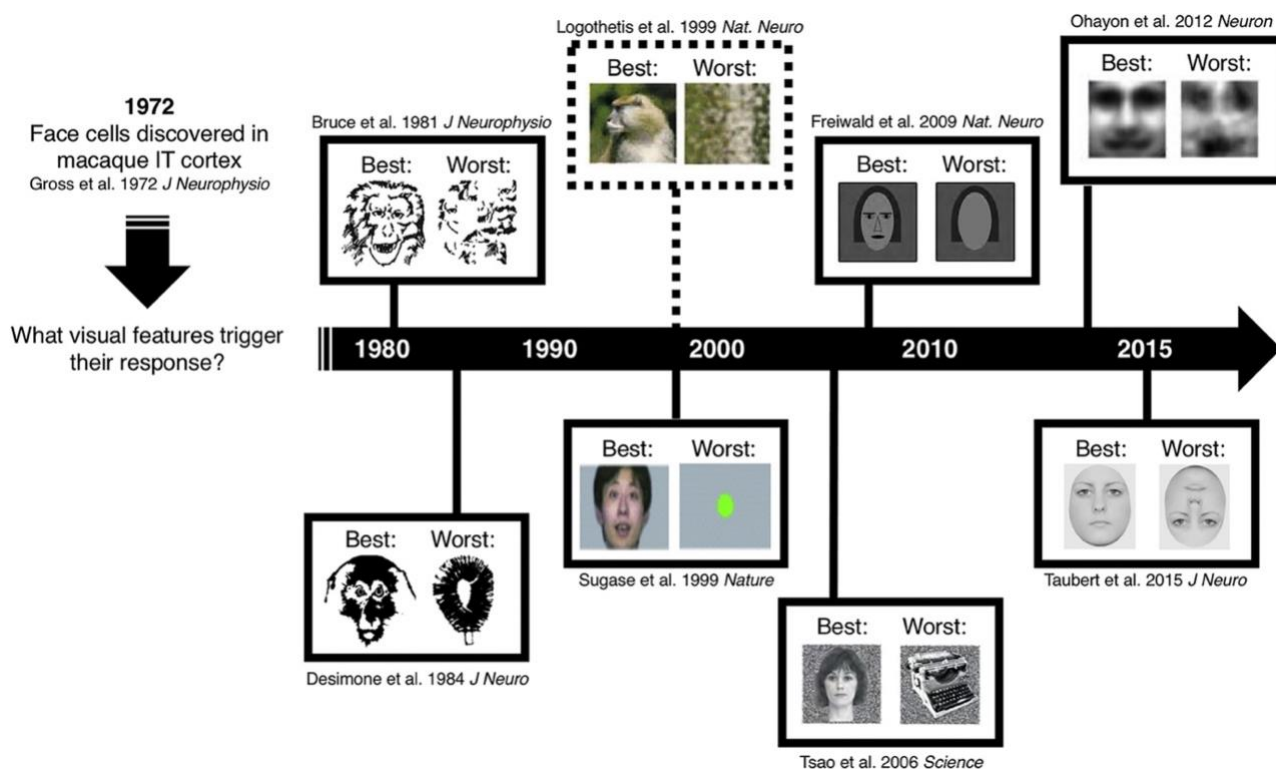 1972
Face cells discovered in
macaque IT cortex
Gross et al. 1972 J Neurophysio
What visual features trigger
their response?
Bruce et al. 1981 J Neurophysio
Best: Worst:
Logothetis et al. 1999 Nat. Neuro
Best: Worst:
Freiwald et al. 2009 Nat. Neuro
Best: Worst:
Ohayon et al. 2012 Neuron
Best: Worst:
1980 1990 2000 2010 2015
Best: Worst:
Desimone et al. 1984 J Neuro
Best: Worst:
Sugase et al. 1999 Nature
Best: Worst:
Tsao et al. 2006 Science
Best: Worst:
Taubert et al. 2015 J Neuro